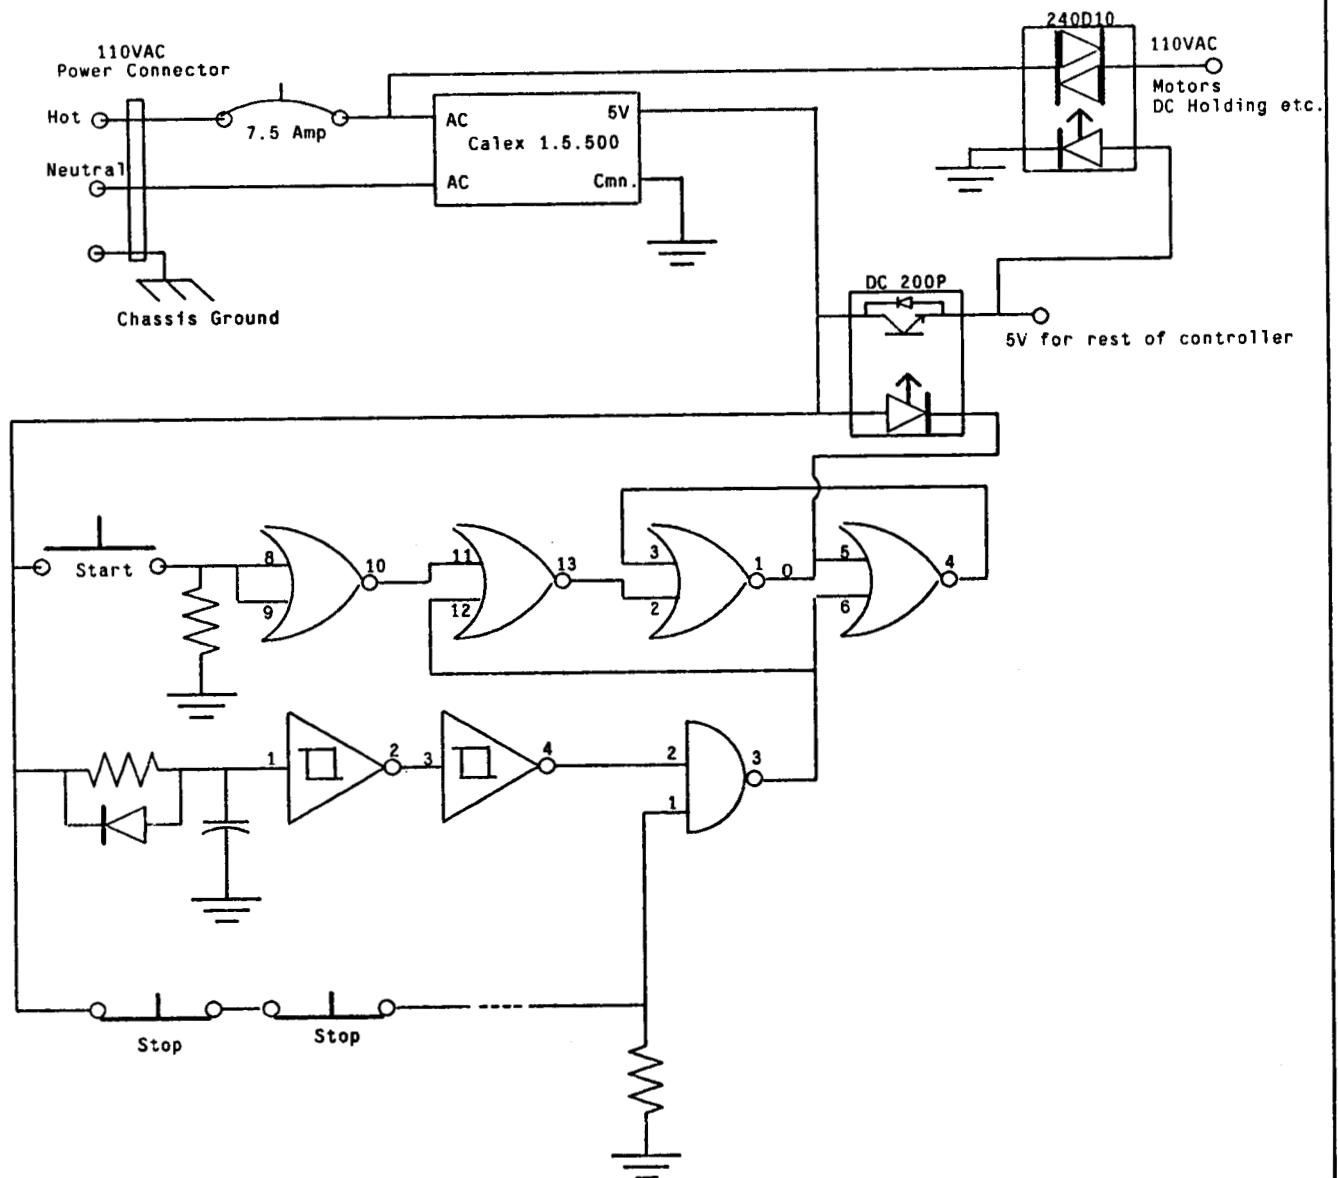 240D10
110VAC
Power Connector
110VAC
Motors
DC Holding etc.
Hot
7.5 Amp
AC
5V
Calex 1.5.500
Neutral
AC
Cmn.
Chassis Ground
DC 200P
5V for rest of controller
Start
8
9
10
11
12
13
3
2
1
0
5
6
4
1
2
3
4
2
1
3
Stop
Stop